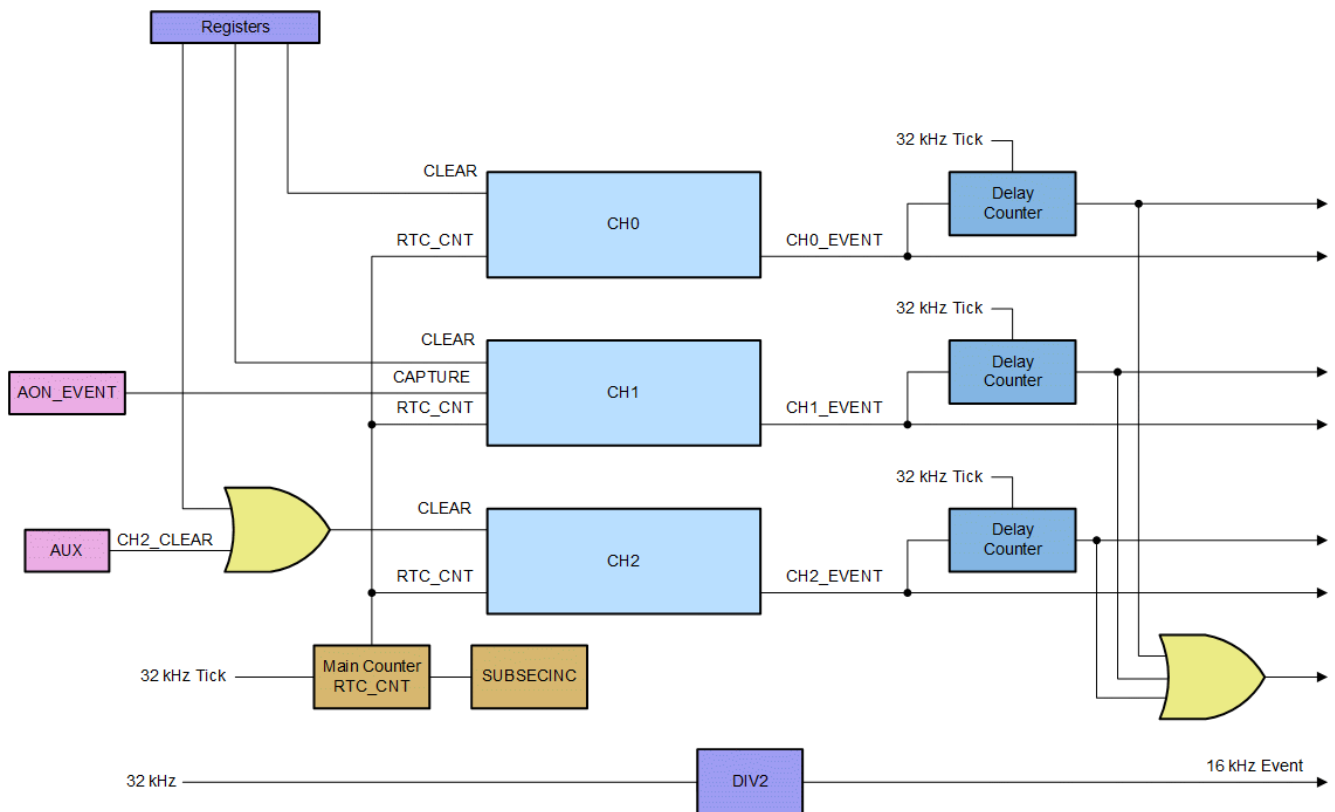 Registers
32 kHz Tick
CLEAR
CH0
Delay
Counter
RTC_CNT
CH0_EVENT
32 kHz Tick
CLEAR
CAPTURE
AON_EVENT
CH1
Delay
Counter
RTC_CNT
CH1_EVENT
32 kHz Tick
CLEAR
CH2_CLEAR
AUX
CH2
Delay
Counter
RTC_CNT
CH2_EVENT
32 kHz Tick
Main Counter
RTC_CNT
SUBSECINC
32 kHz
DIV2
16 kHz Event